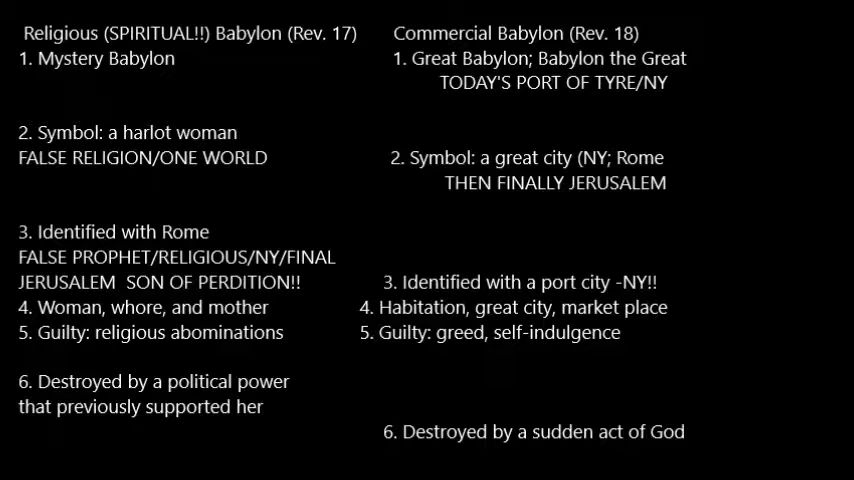 Religious (SPIRITUAL!!) Babylon (Rev. 17)
1. Mystery Babylon
2. Symbol: a harlot woman
FALSE RELIGION/ONE WORLD
3. Identified with Rome
FALSE PROPHET/RELIGIOUS/NY/FINAL
JERUSALEM  SON OF PERDITION!!
4. Woman, whore, and mother
5. Guilty: religious abominations
6. Destroyed by a political power
that previously supported her
Commercial Babylon (Rev. 18)
1. Great Babylon; Babylon the Great
TODAY'S PORT OF TYRE/NY
2. Symbol: a great city (NY; Rome
THEN FINALLY JERUSALEM
3. Identified with a port city -NY!!
4. Habitation, great city, market place
5. Guilty: greed, self-indulgence
6. Destroyed by a sudden act of God